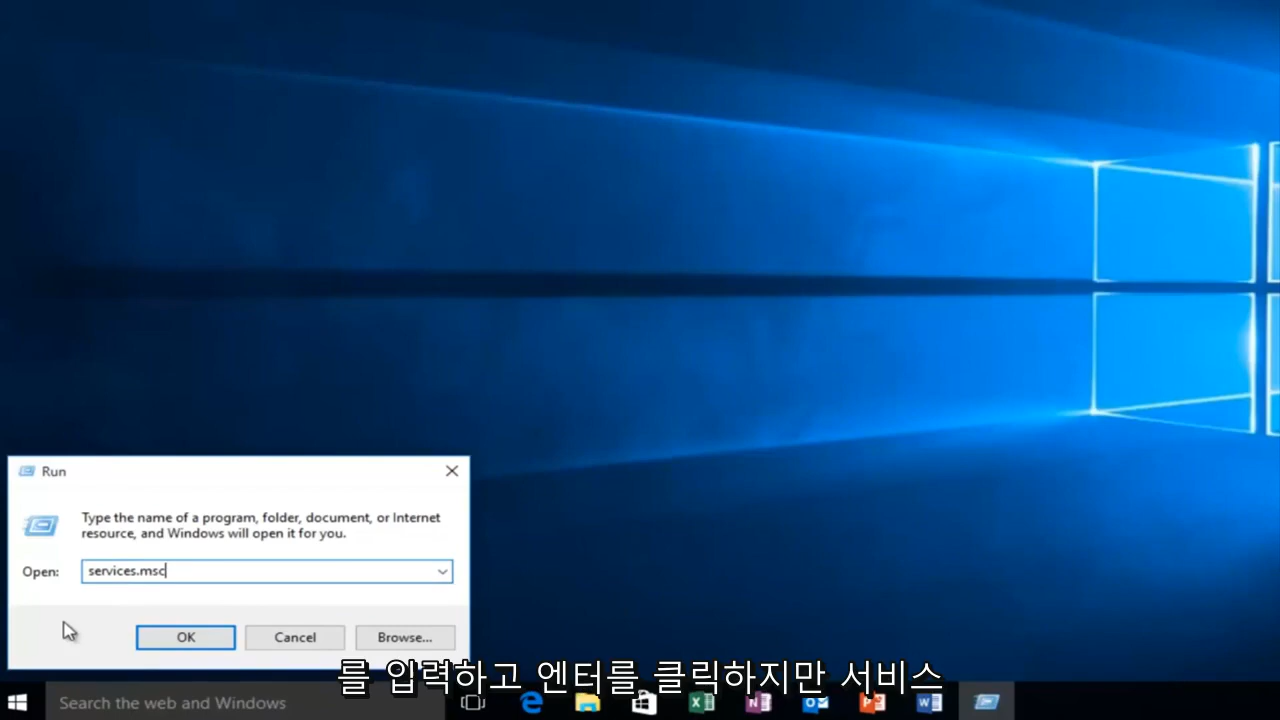 Run
Type the name of a program, folder, document, or Internet
resource, and Windows will open it for you.
Open: services.msc
OK Cancel Browse...
를 입력하고 엔터를 클릭하지만 서비스
Search the web and Windows